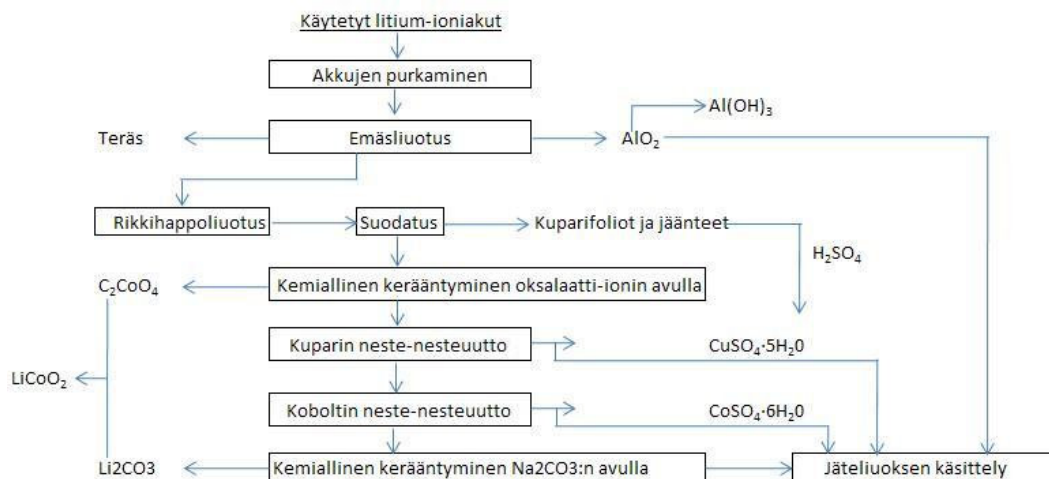 Käytetyt litium-ioniakut
Akkujen purkaminen
Al(OH)₃
Teräs
Emäsliuotus
AlO₂
Rikkihappoliuotus
Suodatus
Kuparifoliot ja jäänteet
H₂SO₄
C₂CoO₄
Kemiallinen kerääntyminen oksalaatti-ionin avulla
Kuparin neste-nesteuutto
CuSO₄·5H₂0
LiCoO₂
Koboltin neste-nesteuutto
CoSO₄·6H₂0
Li2CO3
Kemiallinen kerääntyminen Na2CO3:n avulla
Jäteliuoksen käsittely